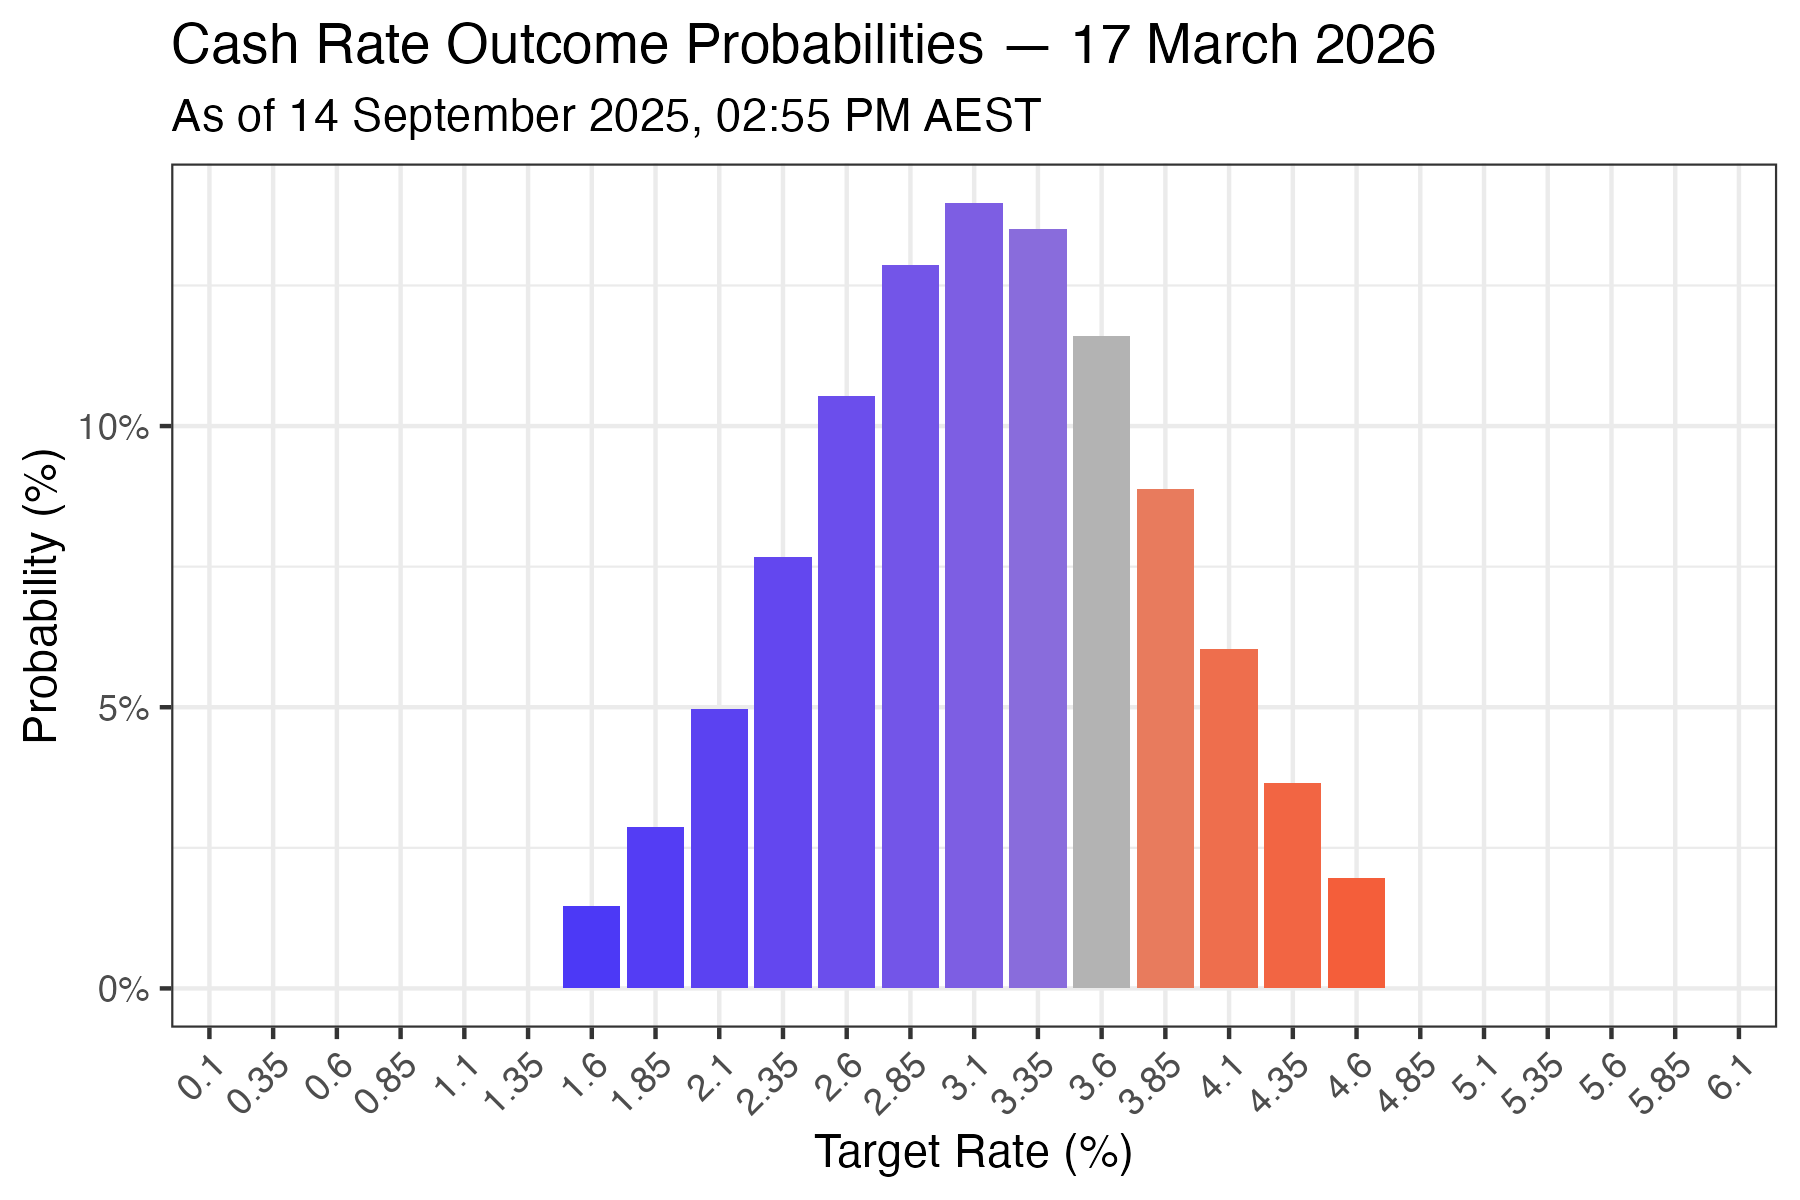 Cash Rate Outcome Probabilities — 17 March 2026
As of 14 September 2025, 02:55 PM AEST
Probability (%)
10%
5%
0%
0.1 0.35 0.6 0.85 1.1 1.35 1.6 1.85 2.1 2.35 2.6 2.85 3.1 3.35 3.6 3.85 4.1 4.35 4.6 4.85 5.1 5.35 5.6 5.85 6.1
Target Rate (%)